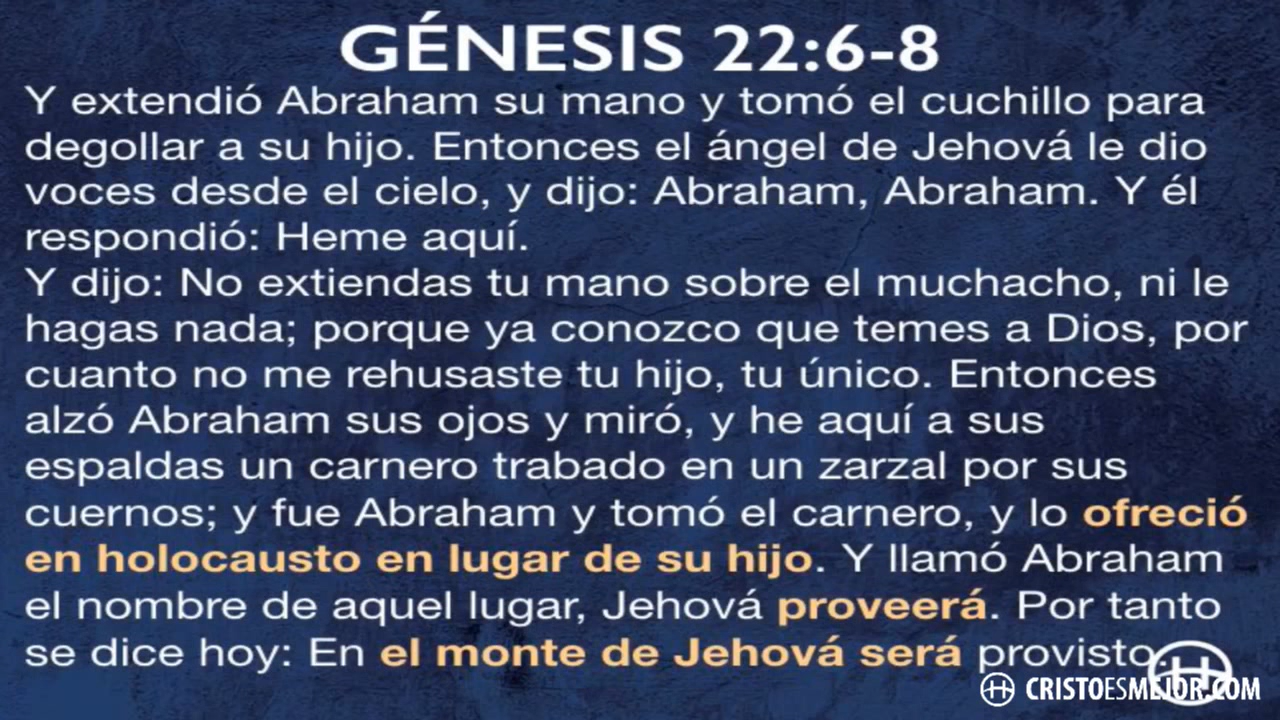 GÉNESIS 22:6-8
Y extendió Abraham su mano y tomó el cuchillo para
degollar a su hijo. Entonces el ángel de Jehová le dio
voces desde el cielo, y dijo: Abraham, Abraham. Y él
respondió: Heme aquí.
Y dijo: No extiendas tu mano sobre el muchacho, ni le
hagas nada; porque ya conozco que temes a Dios, por
cuanto no me rehusaste tu hijo, tu único. Entonces
alzó Abraham sus ojos y miró, y he aquí a sus
espaldas un carnero trabado en un zarzal por sus
cuernos; y fue Abraham y tomó el carnero, y lo ofreció
en holocausto en lugar de su hijo. Y llamó Abraham
el nombre de aquel lugar, Jehová proveerá. Por tanto
se dice hoy: En el monte de Jehová será provisto.
CRISTOESMEJOR.COM